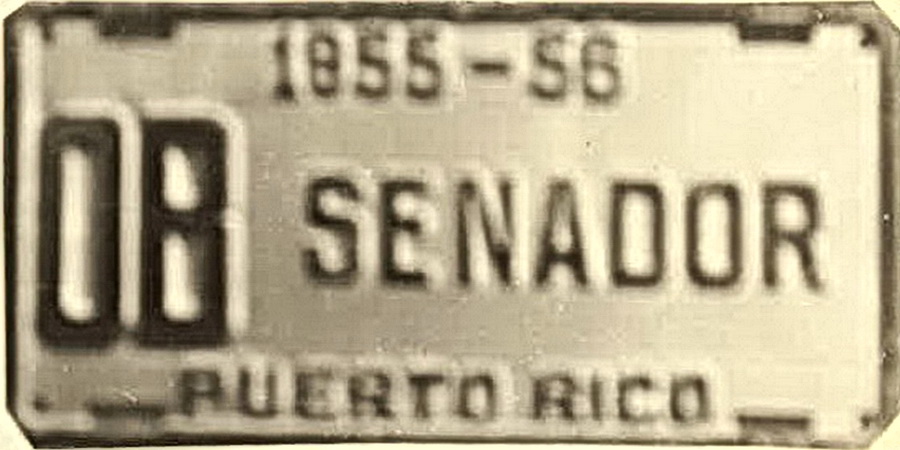 1955-56
08 SENADOR
PUERTO RICO